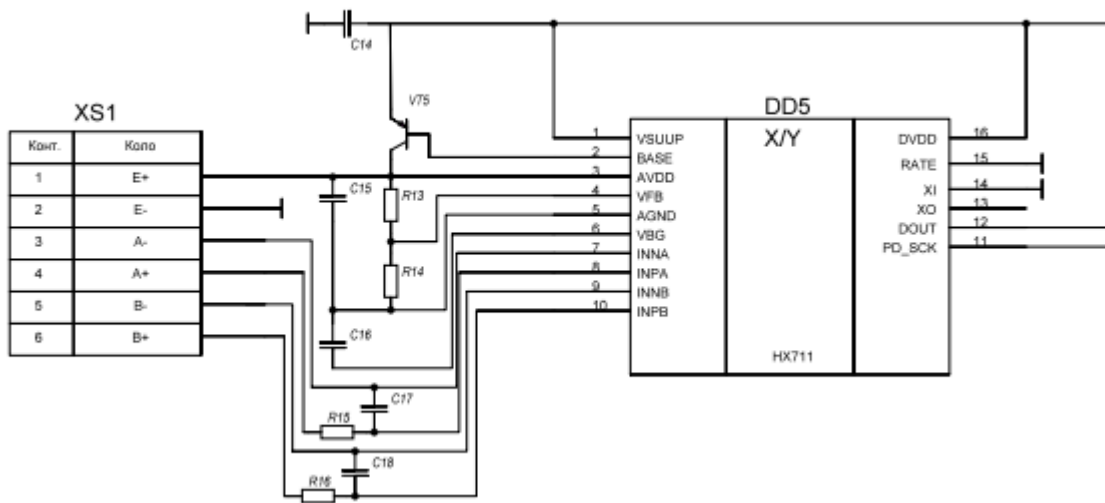 C14
V75
XS1
DD5
Конт. Коло
1 E+
2 E-
3 A-
4 A+
5 B-
6 B+
C15
R13
R14
C16
C17
R15
C18
R16
X/Y
HX711
1 VSUUP
2 BASE
3 AVDD
4 VFB
5 AGND
6 VBG
7 INNA
8 INPA
9 INNB
10 INPB
DVDD 16
RATE 15
XI 14
XO 13
DOUT 12
PD_SCK 11